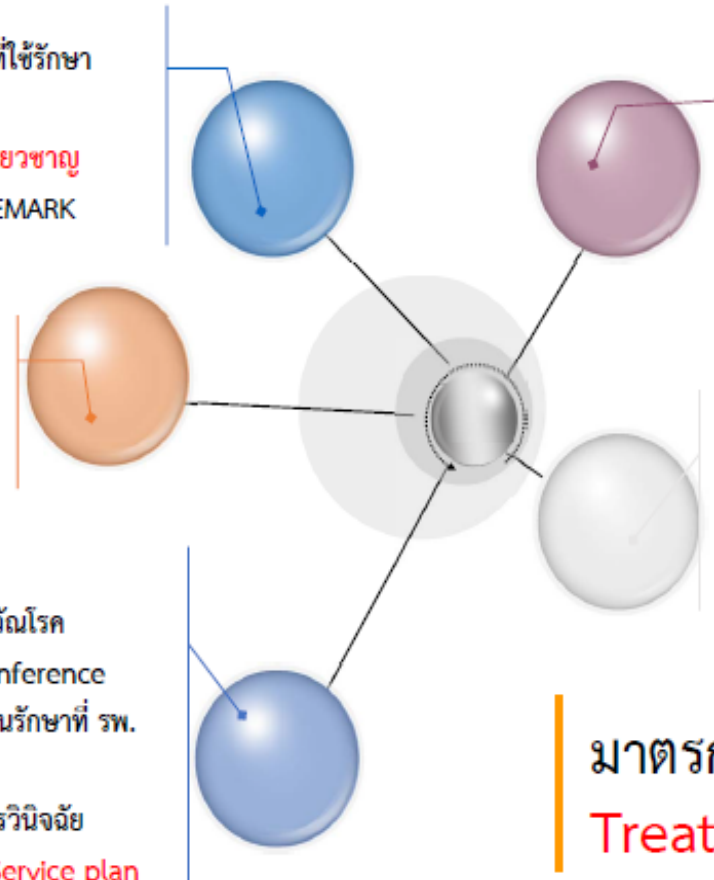 ที่ใช้รักษา
ยวชาญ
EMARK
วัณโรค
nference
นรักษาที่ รพ.
รวินิจฉัย
Service plan
มาตรก
Treat